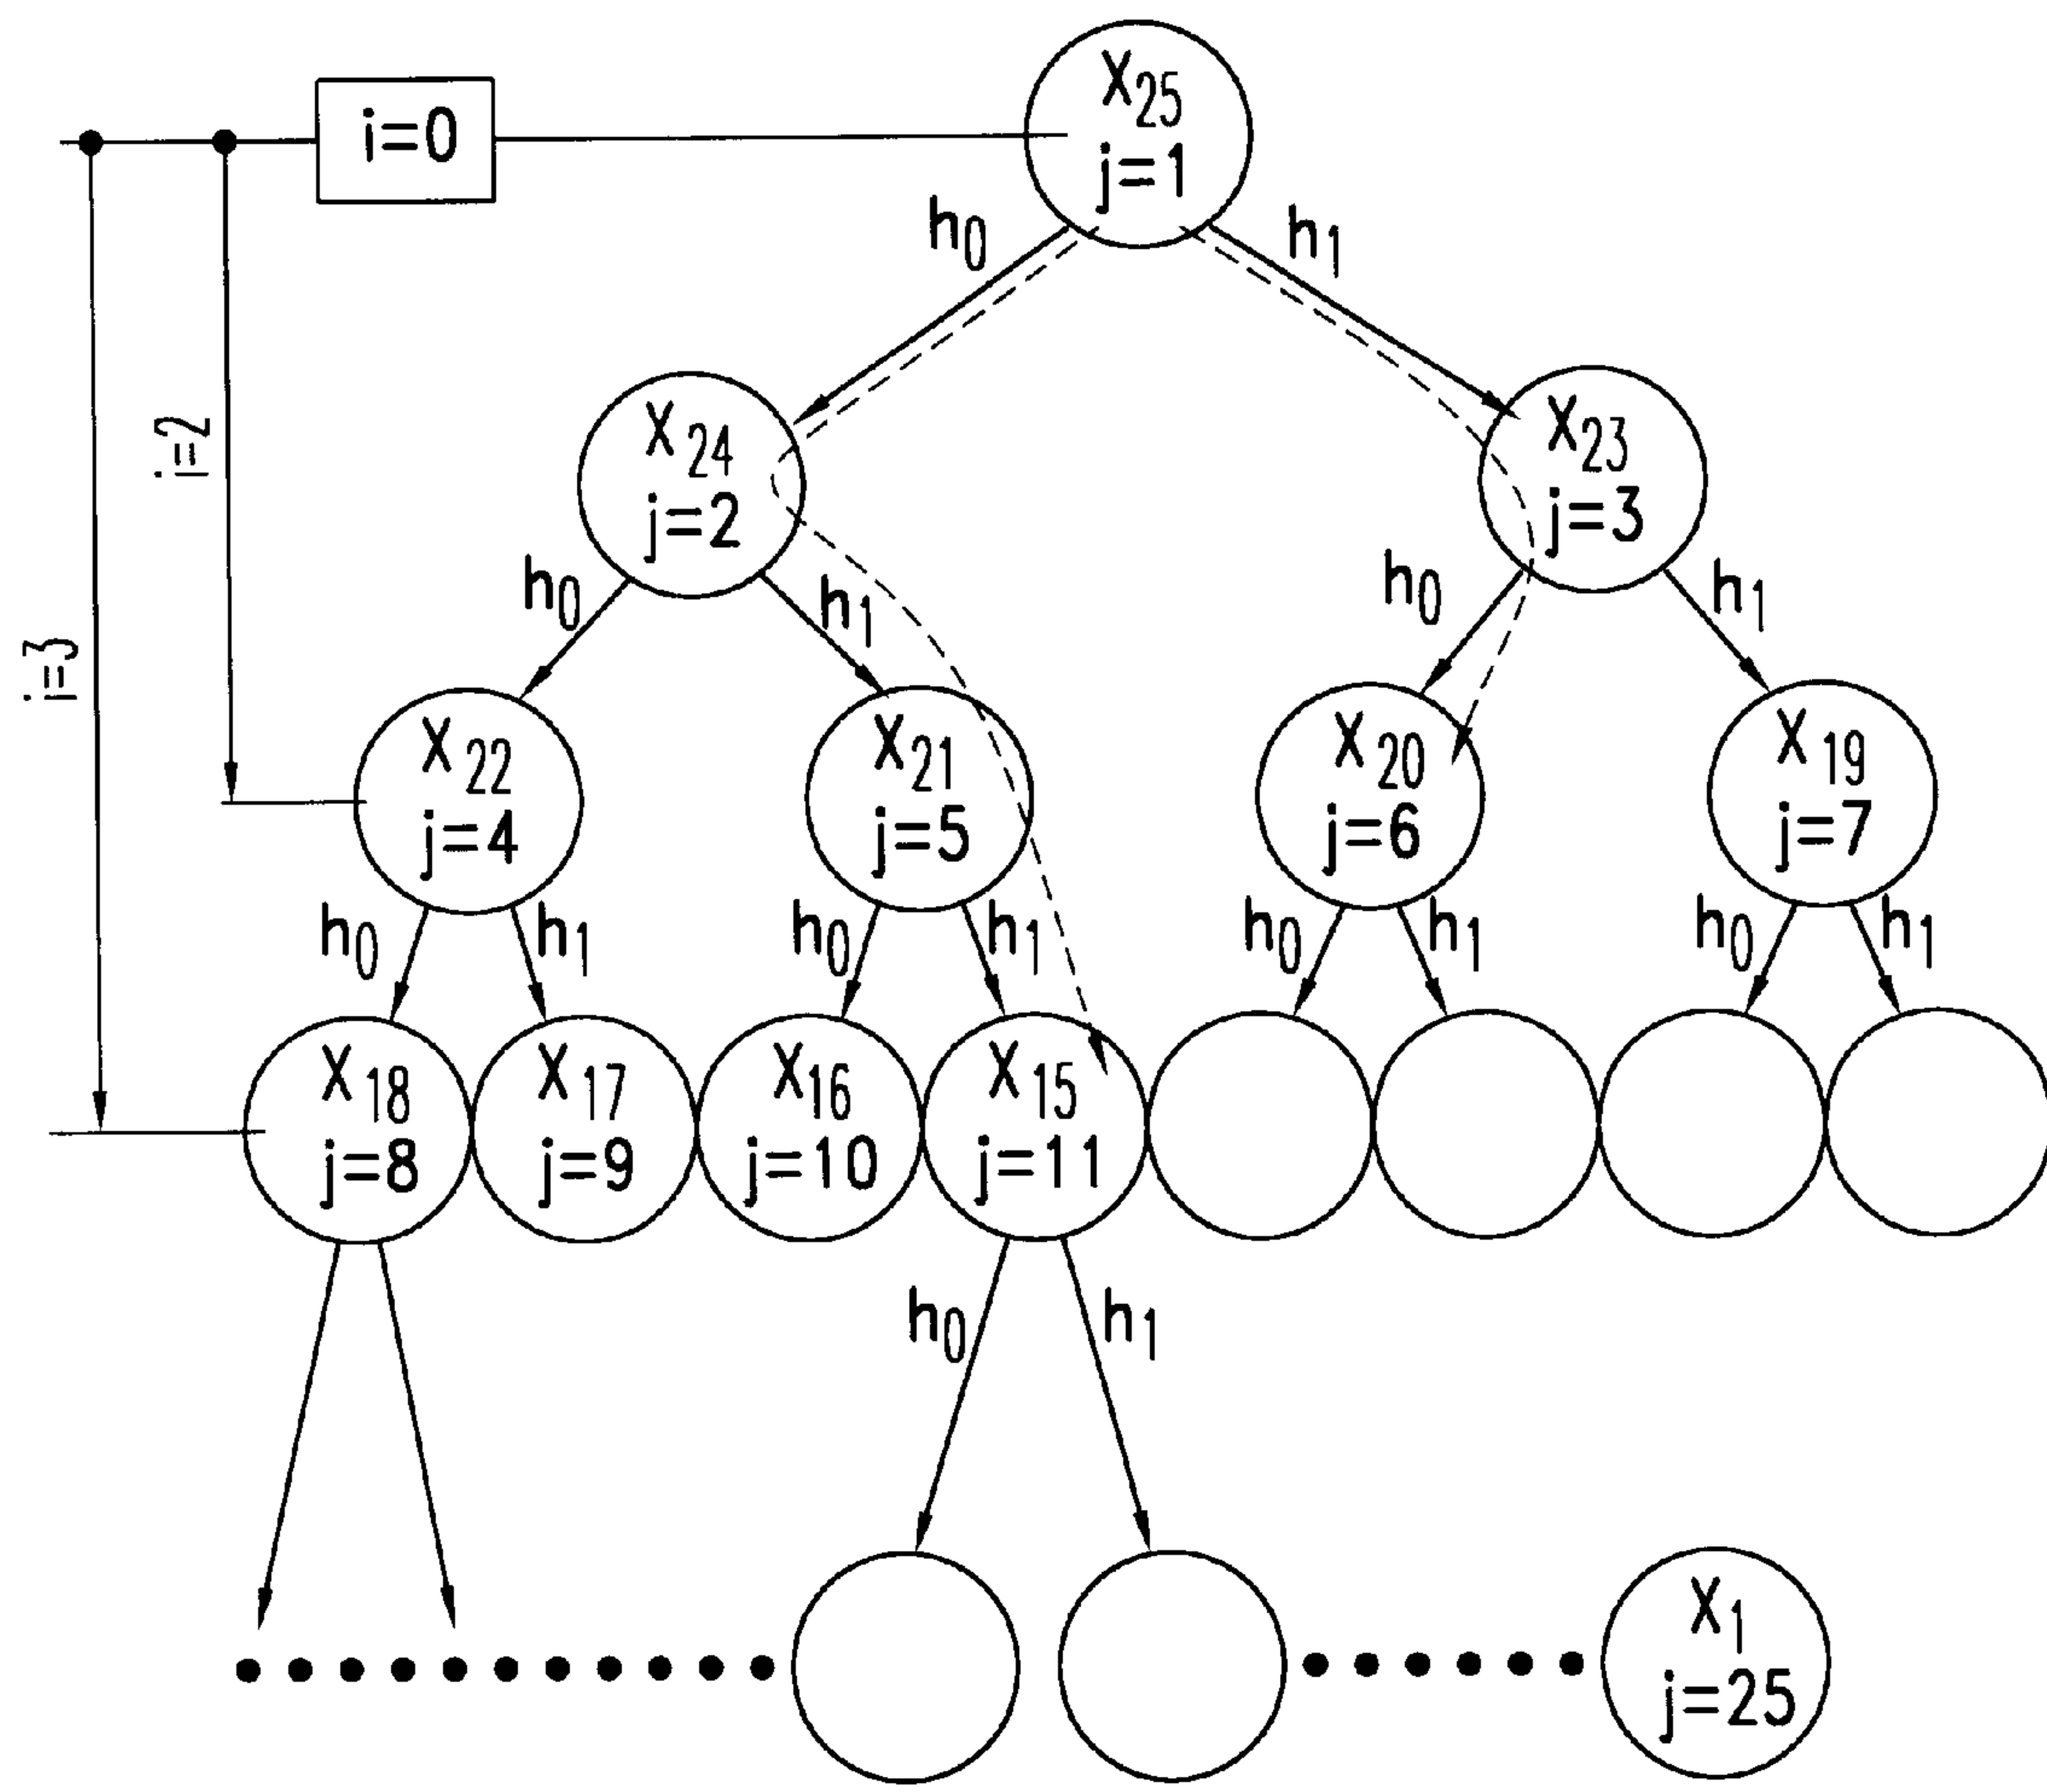 X25
j=1
i=0
h0
h1
i=2
i=3
X24
j=2
X23
j=3
h0
h1
h0
h1
X22
j=4
X21
j=5
X20
j=6
X19
j=7
h0
h1
h0
h1
h0
h1
h0
h1
X18
j=8
X17
j=9
X16
j=10
X15
j=11
h0
h1
X1
j=25